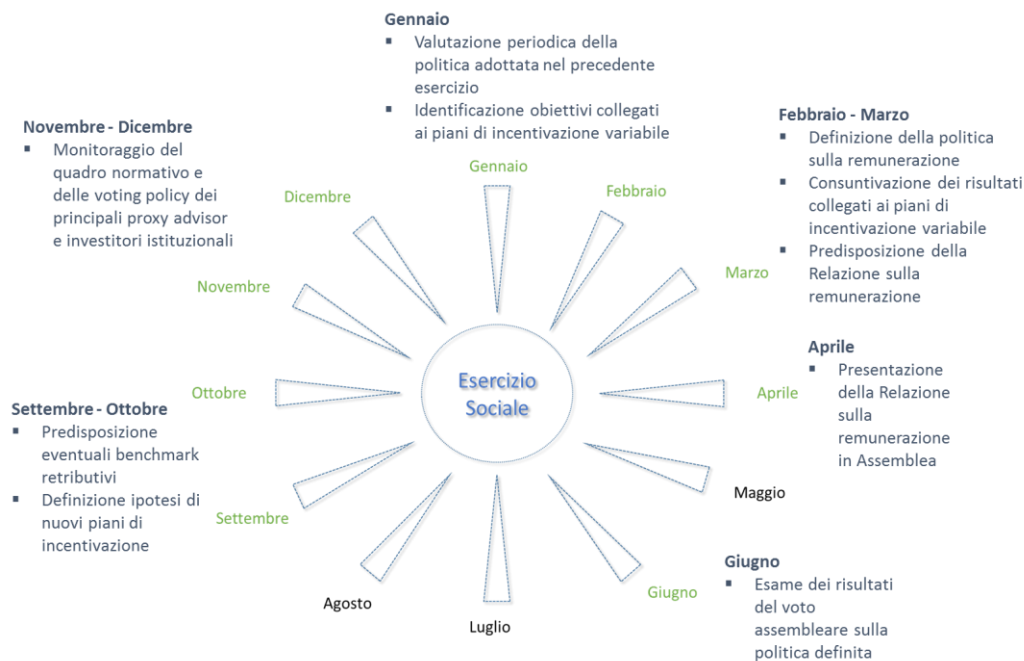 Gennaio
▪ Valutazione periodica della
politica adottata nel precedente
esercizio
▪ Identificazione obiettivi collegati
ai piani di incentivazione variabile
Febbraio - Marzo
▪ Definizione della politica
sulla remunerazione
▪ Consuntivazione dei risultati
collegati ai piani di
incentivazione variabile
▪ Predisposizione della
Relazione sulla
remunerazione
Aprile
▪ Presentazione
della Relazione
sulla
remunerazione
in Assemblea
Giugno
▪ Esame dei risultati
del voto
assembleare sulla
politica definita
Settembre - Ottobre
▪ Predisposizione
eventuali benchmark
retributivi
▪ Definizione ipotesi di
nuovi piani di
incentivazione
Novembre - Dicembre
▪ Monitoraggio del
quadro normativo e
delle voting policy dei
principali proxy advisor
e investitori istituzionali
Gennaio
Febbraio
Marzo
Aprile
Maggio
Giugno
Luglio
Agosto
Settembre
Ottobre
Novembre
Dicembre
Esercizio
Sociale